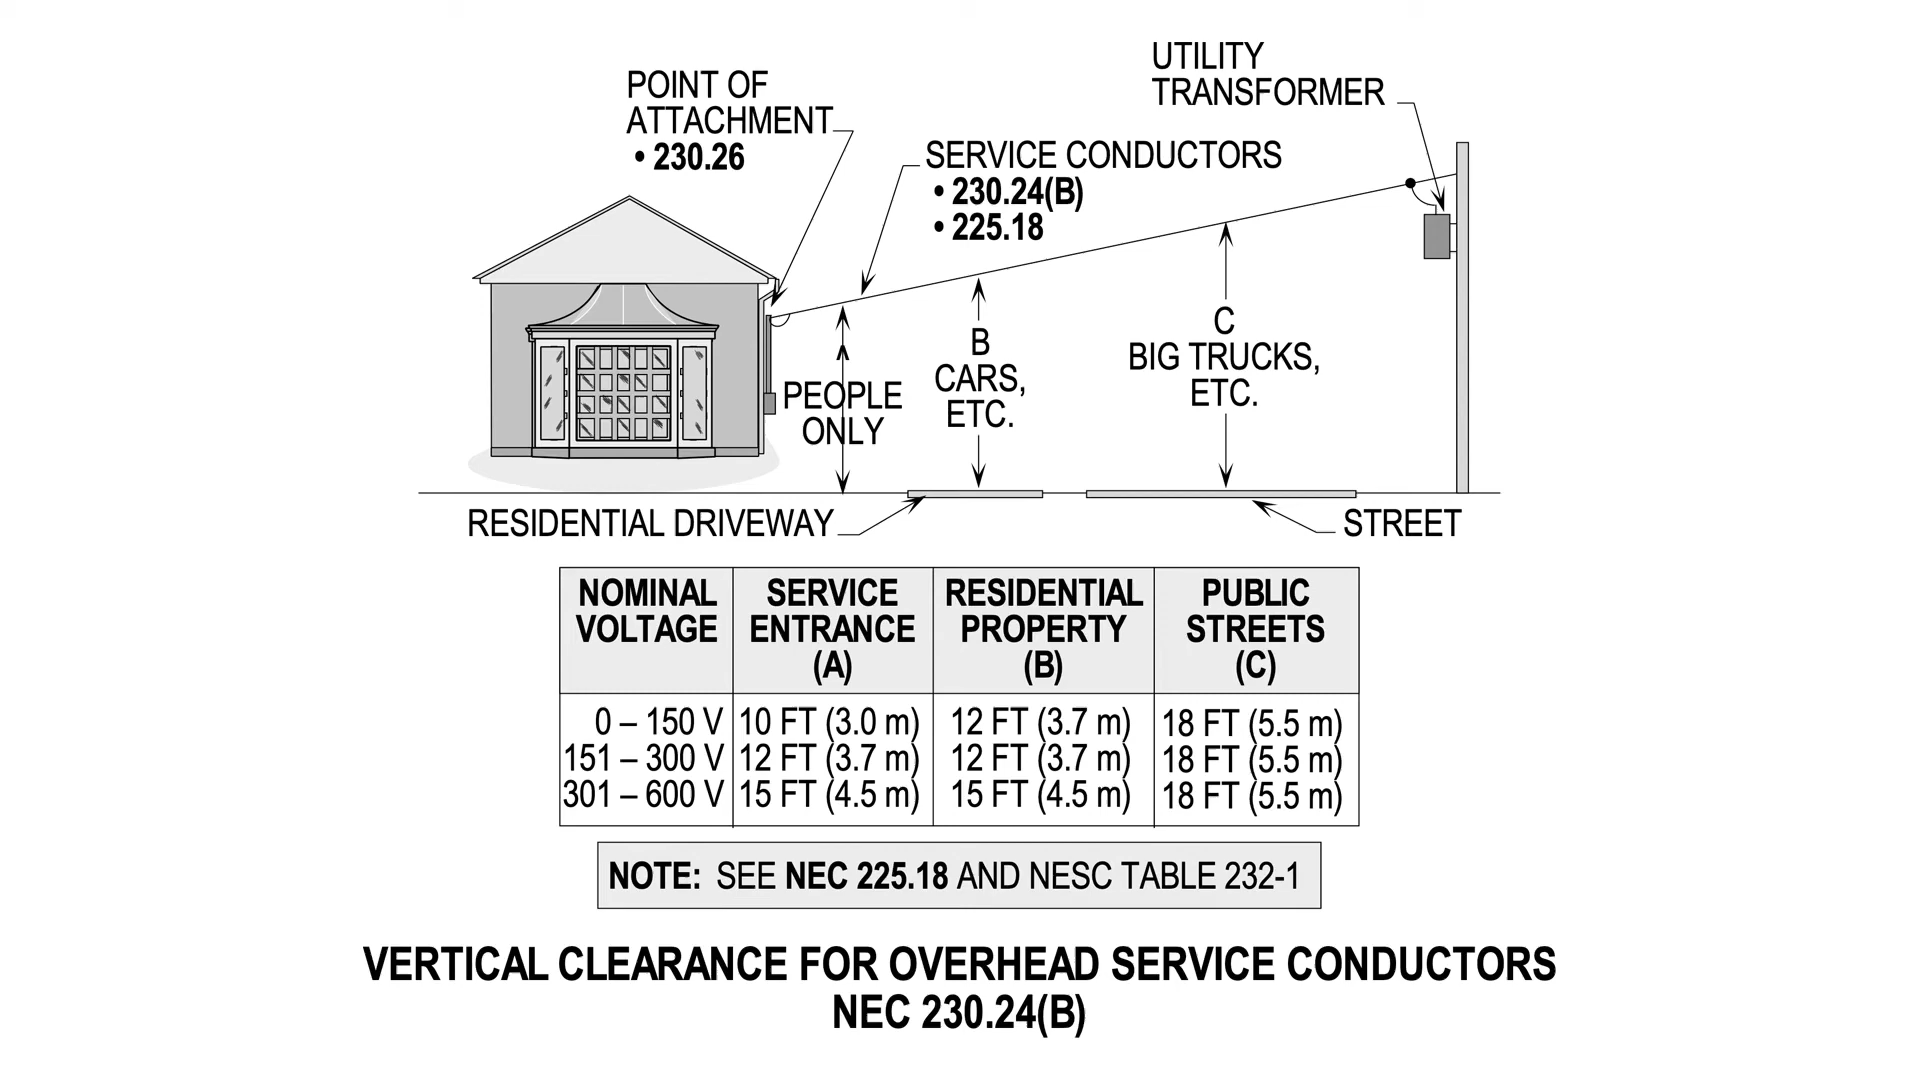 UTILITY
TRANSFORMER
POINT OF
ATTACHMENT
• 230.26
SERVICE CONDUCTORS
• 230.24(B)
• 225.18
A
PEOPLE
ONLY
B
CARS,
ETC.
C
BIG TRUCKS,
ETC.
RESIDENTIAL DRIVEWAY
STREET
NOMINAL VOLTAGE SERVICE ENTRANCE (A) RESIDENTIAL PROPERTY (B) PUBLIC STREETS (C)
0 – 150 V 10 FT (3.0 m) 12 FT (3.7 m) 18 FT (5.5 m)
151 – 300 V 12 FT (3.7 m) 12 FT (3.7 m) 18 FT (5.5 m)
301 – 600 V 15 FT (4.5 m) 15 FT (4.5 m) 18 FT (5.5 m)
NOTE: SEE NEC 225.18 AND NESC TABLE 232-1
VERTICAL CLEARANCE FOR OVERHEAD SERVICE CONDUCTORS
NEC 230.24(B)